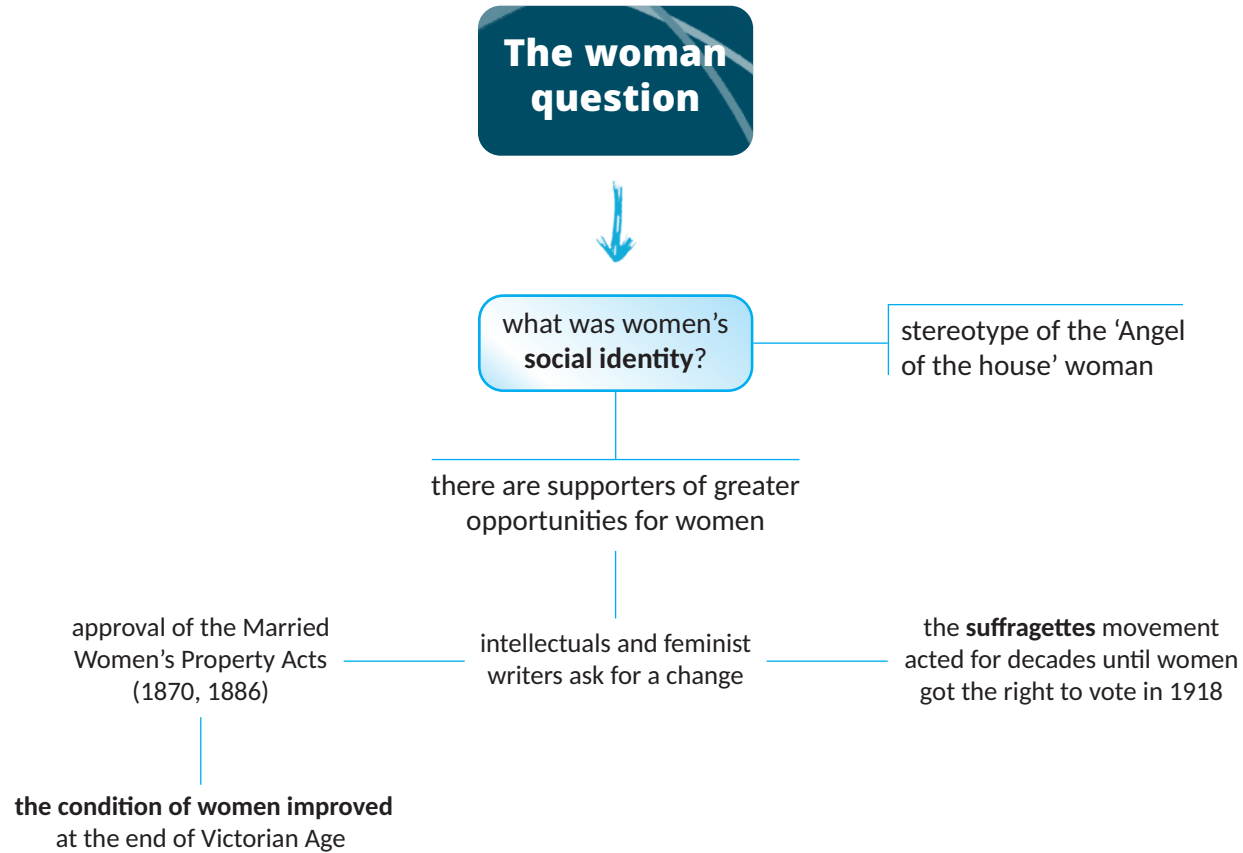 The woman
question
what was women’s
social identity?
stereotype of the ‘Angel
of the house’ woman
there are supporters of greater
opportunities for women
approval of the Married
Women’s Property Acts
(1870, 1886)
intellectuals and feminist
writers ask for a change
the suffragettes movement
acted for decades until women
got the right to vote in 1918
the condition of women improved
at the end of Victorian Age